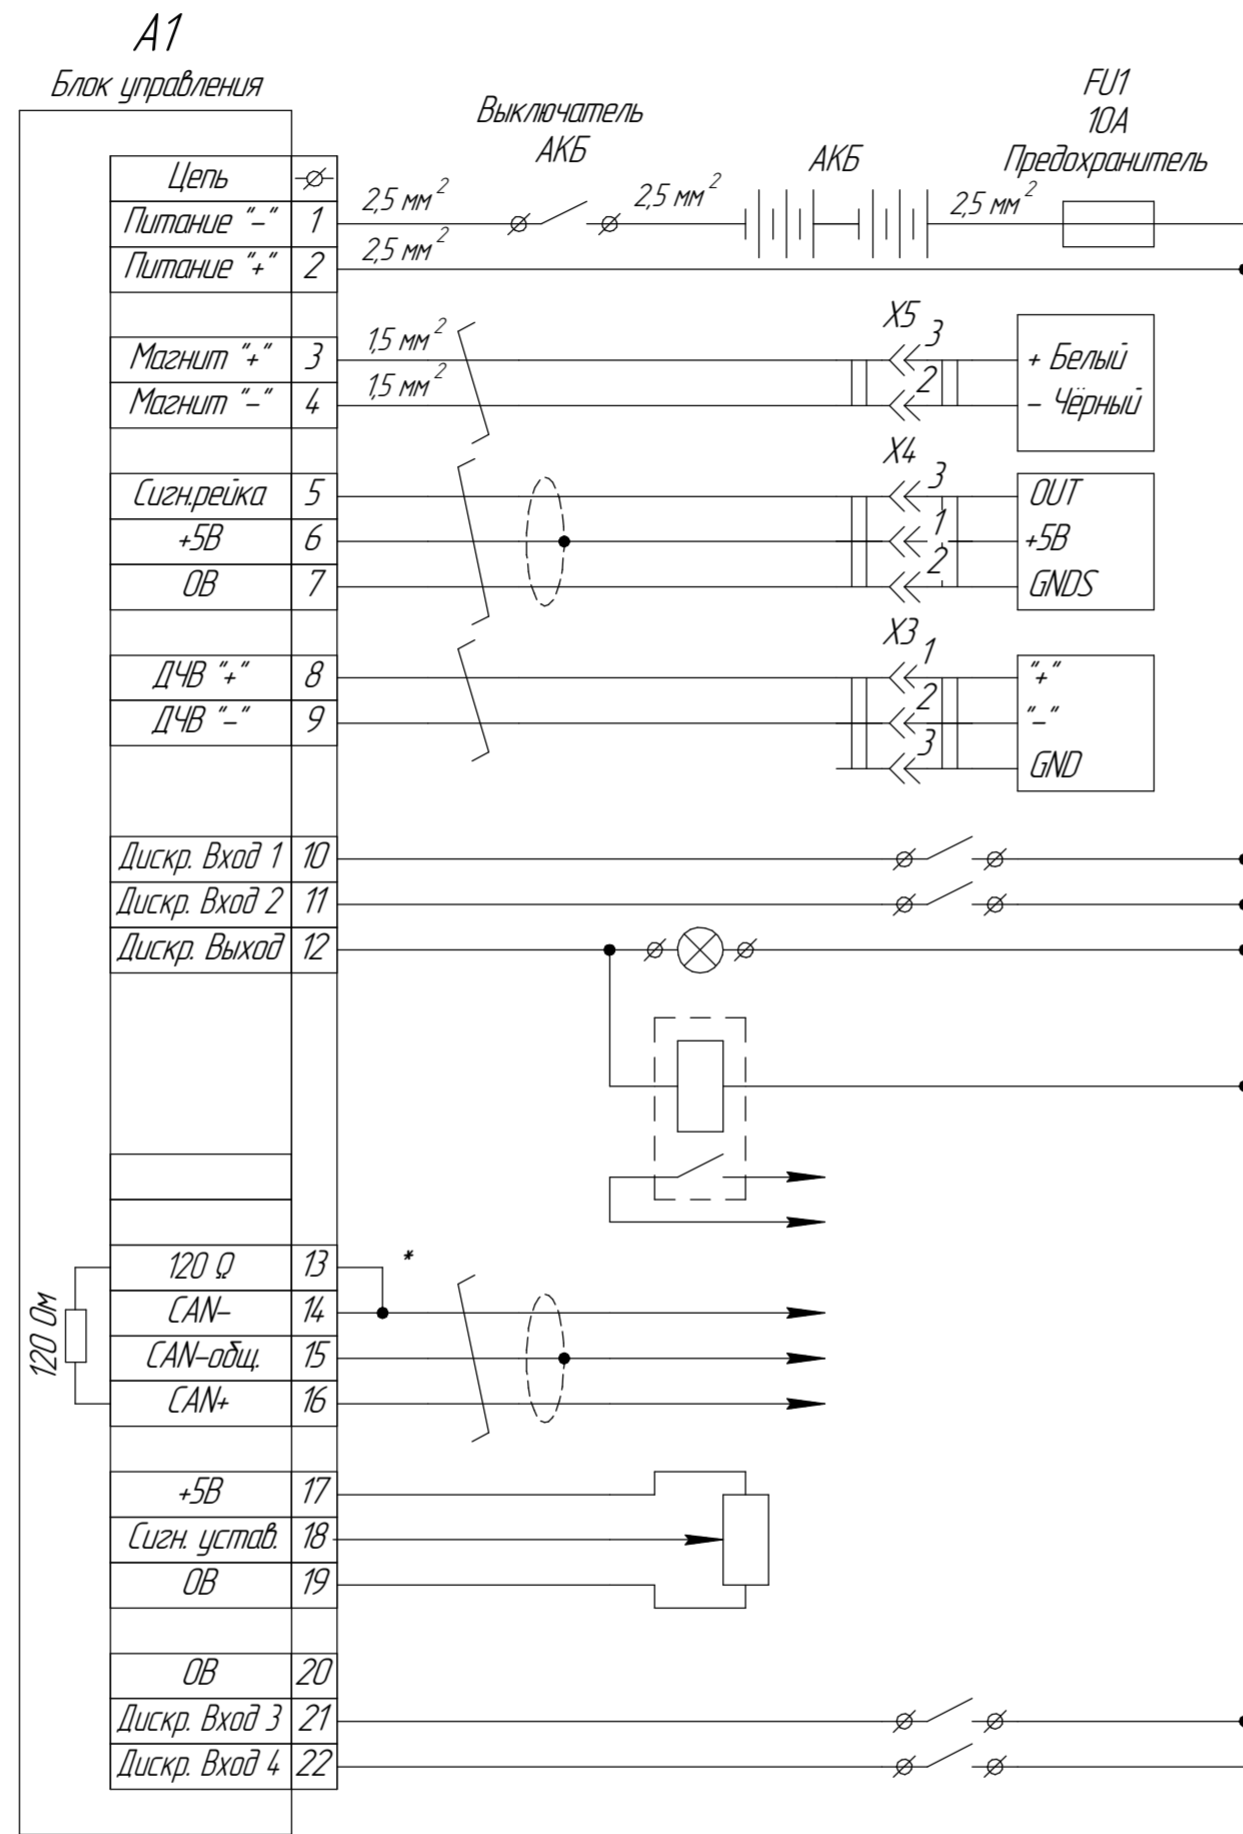 А1
Блок управления
Выключатель
АКБ
АКБ
FU1
10А
Предохранитель
Цепь
Питание "–" 1 2,5 мм² 2,5 мм² 2,5 мм²
Питание "+" 2 2,5 мм²
X5
Магнит "+" 3 1,5 мм² 3 + Белый
Магнит "–" 4 1,5 мм² 2 – Чёрный
X4
Сигн.рейка 5 3 OUT
+5В 6 1 +5В
0В 7 2 GNDS
X3
ДЧВ "+" 8 1 "+"
ДЧВ "–" 9 2 "–"
3 GND
Дискр. Вход 1 10
Дискр. Вход 2 11
Дискр. Выход 12
120 Ом
120 Ω 13 *
CAN– 14
CAN–общ. 15
CAN+ 16
+5В 17
Сигн. устав. 18
0В 19
0В 20
Дискр. Вход 3 21
Дискр. Вход 4 22